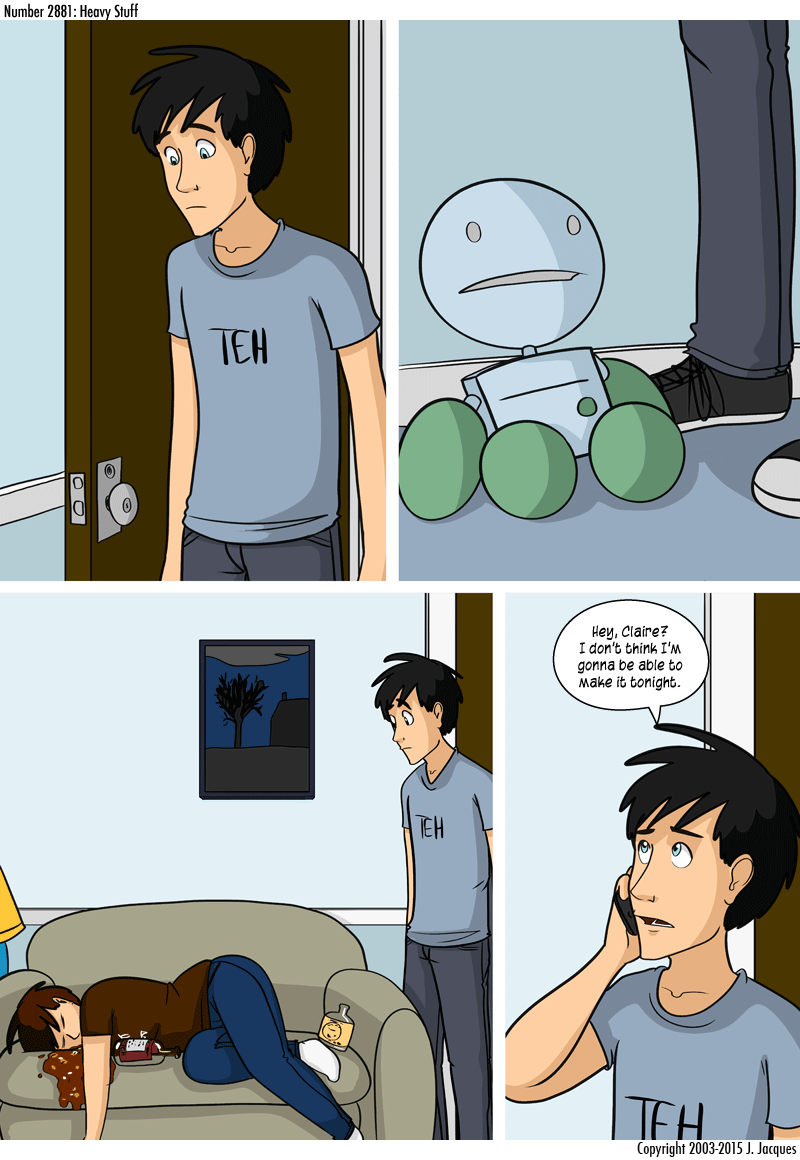 Number 2881: Heavy Stuff
TEH
TEH
Hey, Claire?
I don't think I'm
gonna be able to
make it tonight.
TEH
Copyright 2003-2015 J. Jacques